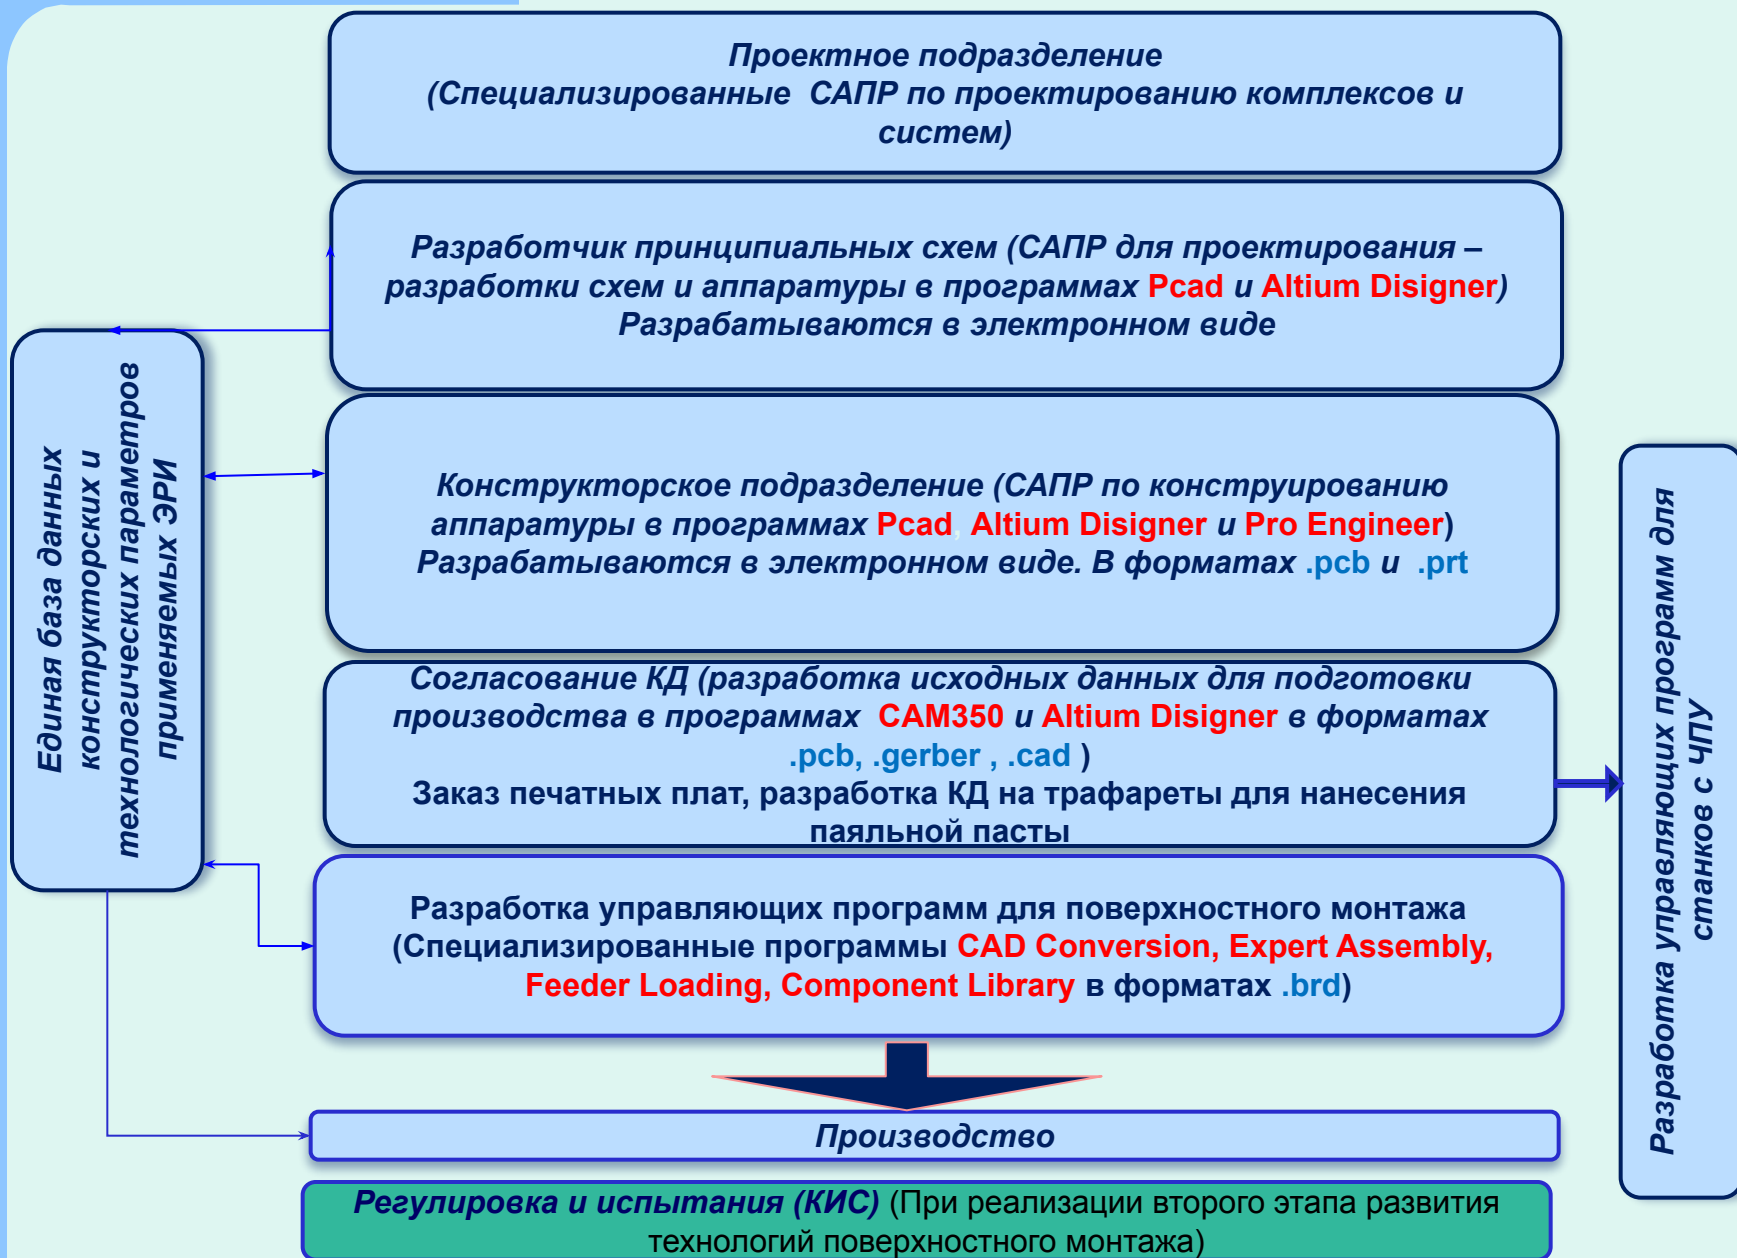 Проектное подразделение
(Специализированные САПР по проектированию комплексов и
систем)
Разработчик принципиальных схем (САПР для проектирования –
разработки схем и аппаратуры в программах Pcad и Altium Disigner)
Разрабатываются в электронном виде
Единая база данных
конструкторских и
технологических параметров
применяемых ЭРИ
Конструкторское подразделение (САПР по конструированию
аппаратуры в программах Pcad, Altium Disigner и Pro Engineer)
Разрабатываются в электронном виде. В форматах .pcb и .prt
Согласование КД (разработка исходных данных для подготовки
производства в программах CAM350 и Altium Disigner в форматах
.pcb, .gerber , .cad )
Заказ печатных плат, разработка КД на трафареты для нанесения
паяльной пасты
Разработка управляющих программ для
станков с ЧПУ
Разработка управляющих программ для поверхностного монтажа
(Специализированные программы CAD Conversion, Expert Assembly,
Feeder Loading, Component Library в форматах .brd)
Производство
Регулировка и испытания (КИС) (При реализации второго этапа развития
технологий поверхностного монтажа)